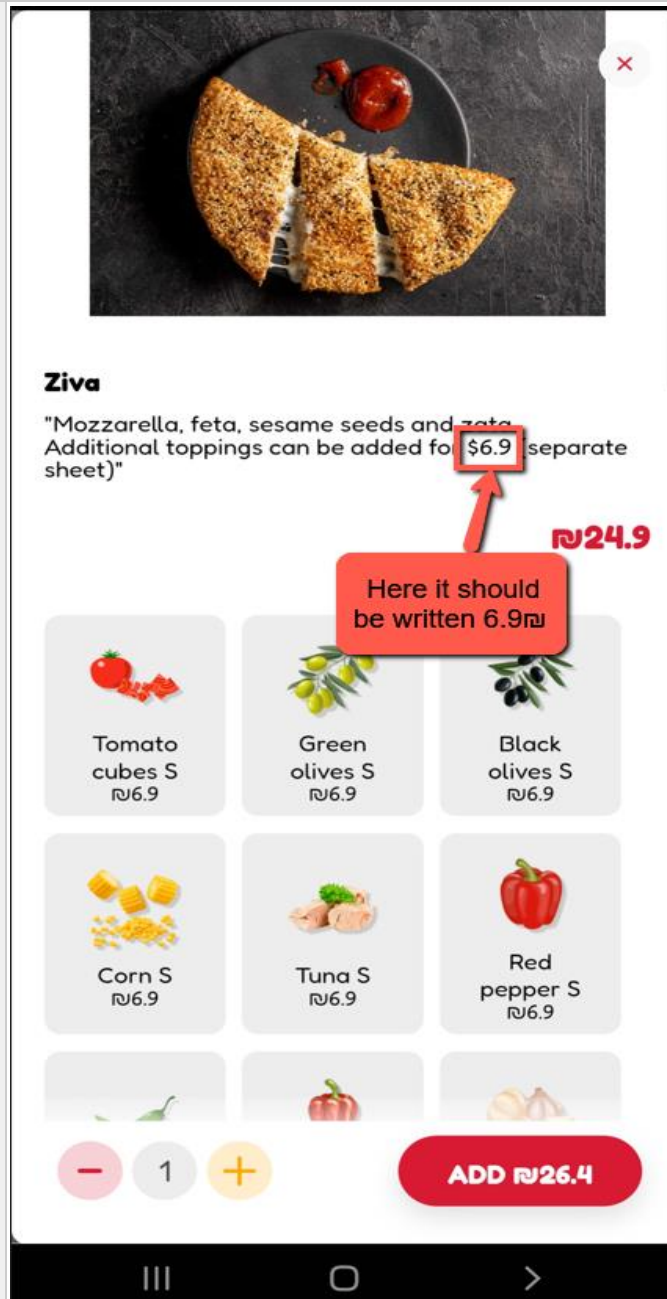 Ziva
"Mozzarella, feta, sesame seeds and zata
Additional toppings can be added for $6.9 (separate
sheet)"
₪24.9
Here it should
be written 6.9₪
Tomato
cubes S
₪6.9
Green
olives S
₪6.9
Black
olives S
₪6.9
Corn S
₪6.9
Tuna S
₪6.9
Red
pepper S
₪6.9
1
ADD ₪26.4